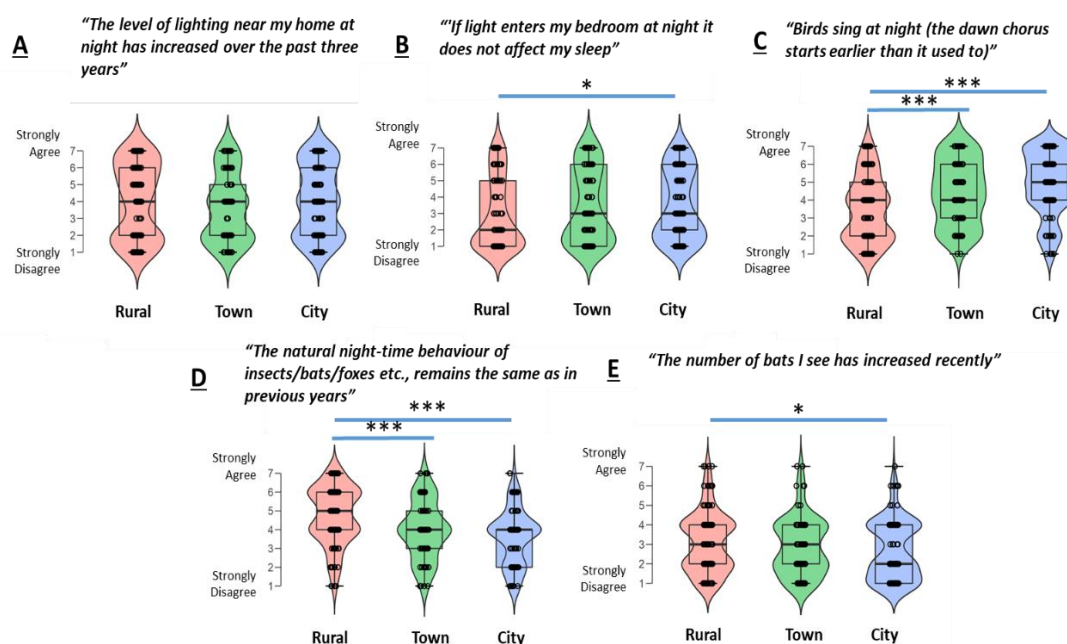 A
“The level of lighting near my home at
night has increased over the past three
years”
Strongly
Agree
7
6
5
4
3
2
1
Strongly
Disagree
Rural
Town
City
B
“'If light enters my bedroom at night it
does not affect my sleep”
*
Strongly
Agree
7
6
5
4
3
2
1
Strongly
Disagree
Rural
Town
City
C
“Birds sing at night (the dawn chorus
starts earlier than it used to)”
***
***
Strongly
Agree
7
6
5
4
3
2
1
Strongly
Disagree
Rural
Town
City
D
“The natural night-time behaviour of
insects/bats/foxes etc., remains the same as in
previous years”
***
***
Strongly
Agree
7
6
5
4
3
2
1
Strongly
Disagree
Rural
Town
City
E
“The number of bats I see has increased recently”
*
Strongly
Agree
7
6
5
4
3
2
1
Strongly
Disagree
Rural
Town
City